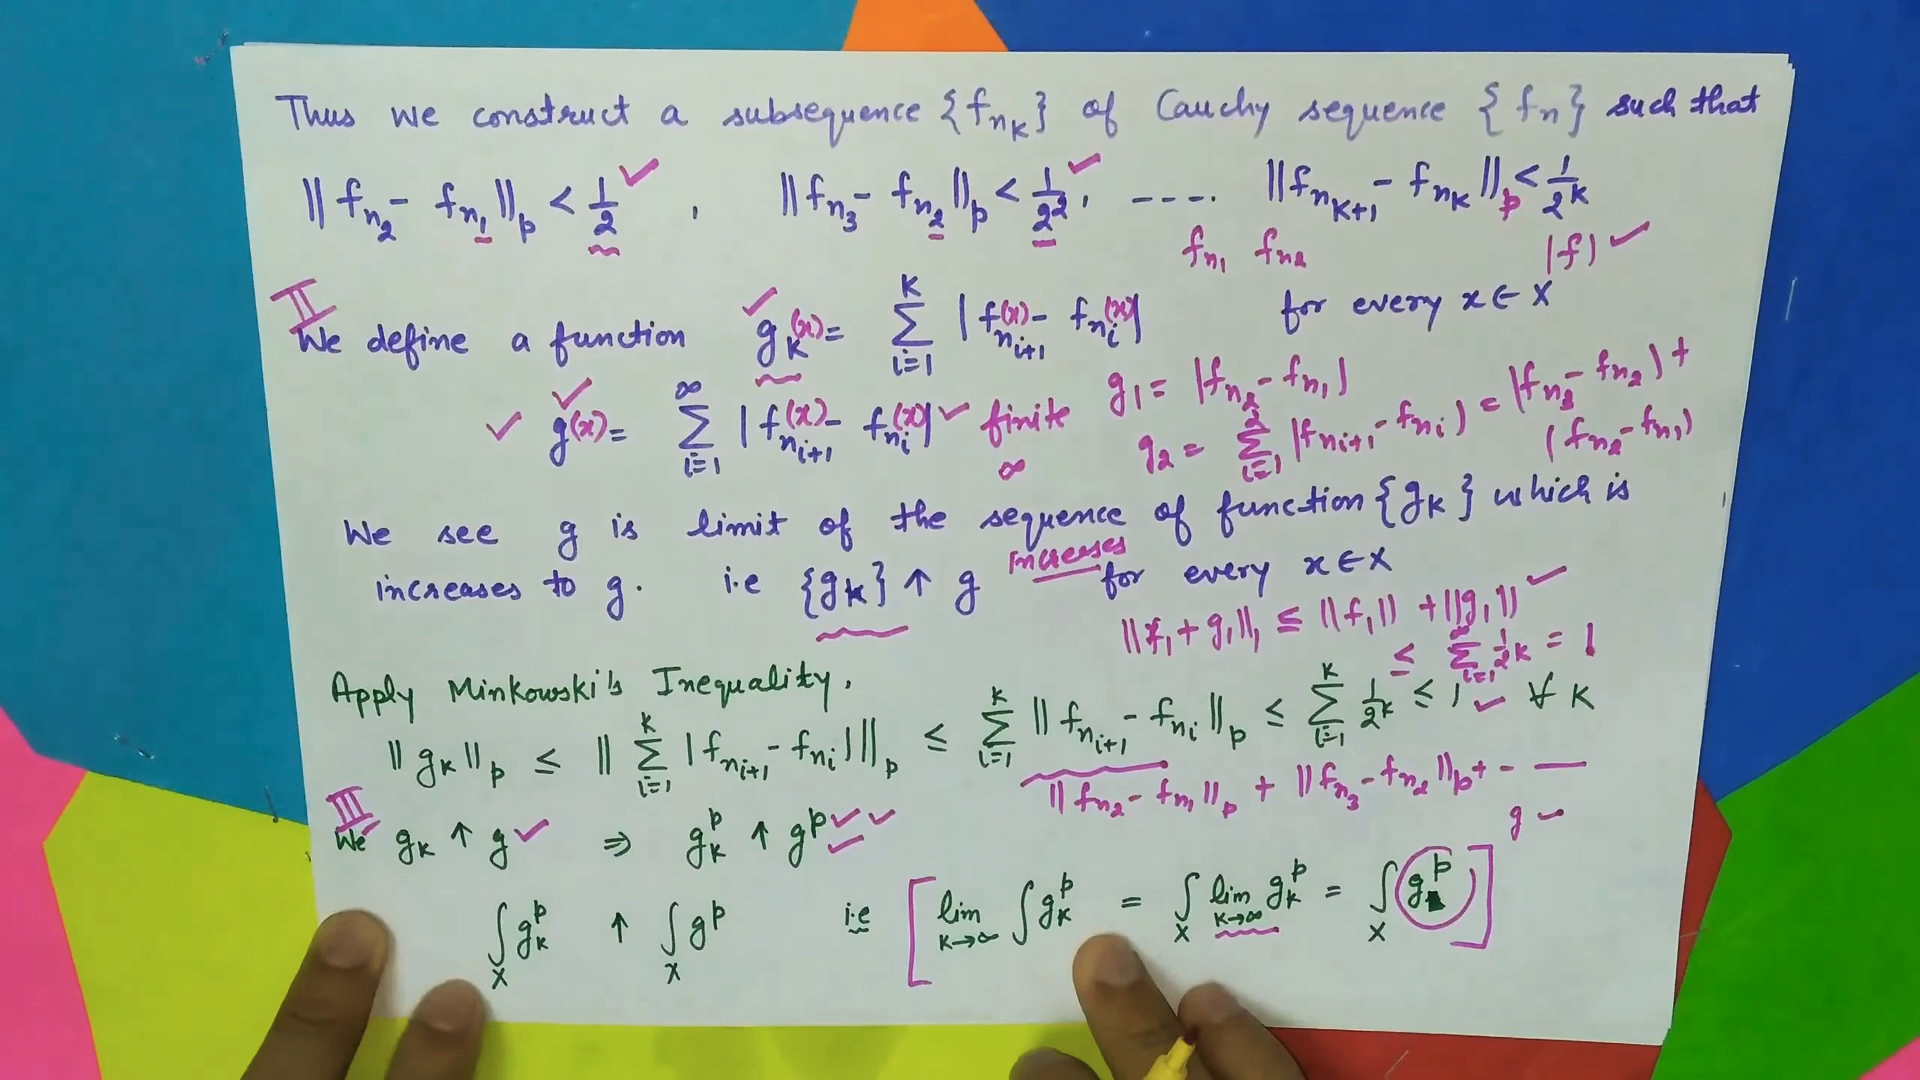 Thus we construct a subsequence {f_{n_k}} of Cauchy sequence {f_n} such that
||f_{n_2} - f_{n_1}||_p < 1/2 , ||f_{n_3} - f_{n_2}||_p < 1/2^2, ---- ||f_{n_{k+1}} - f_{n_k}||_p < 1/2^k
f_{n_1} f_{n_2} |f| ✓
II
We define a function g_k(x) = Σ_{i=1}^{k} |f_{n_{i+1}}(x) - f_{n_i}(x)| for every x ∈ X
g_1 = |f_{n_2} - f_{n_1}|
✓ g(x) = Σ_{i=1}^{∞} |f_{n_{i+1}}(x) - f_{n_i}(x)| ✓ finite
∞
g_2 = Σ_{i=1}^{2} |f_{n_{i+1}} - f_{n_i}| = |f_{n_3} - f_{n_2}| +
|f_{n_2} - f_{n_1}|
We see g is limit of the sequence of function {g_k} which is
increases to g. i.e {g_k} ↑ g increases for every x ∈ X
||f_1 + g_1||_1 ≤ ||f_1|| + ||g_1|| ✓
≤ Σ_{i=1}^{∞} 1/2^k = 1
Apply Minkowski's Inequality.
||g_k||_p ≤ ||Σ_{i=1}^{k} |f_{n_{i+1}} - f_{n_i}|||_p ≤ Σ_{i=1}^{k} ||f_{n_{i+1}} - f_{n_i}||_p ≤ Σ_{i=1}^{k} 1/2^k ≤ 1 ✓ ∀ k
||f_{n_2} - f_{n_1}||_p + ||f_{n_3} - f_{n_2}||_p + - —
III
We g_k ↑ g ✓ ⇒ g_k^p ↑ g^p ✓✓
g
∫_X g_k^p ↑ ∫_X g^p i.e [lim_{k→∞} ∫ g_k^p = ∫_X lim_{k→∞} g_k^p = ∫_X g^p]